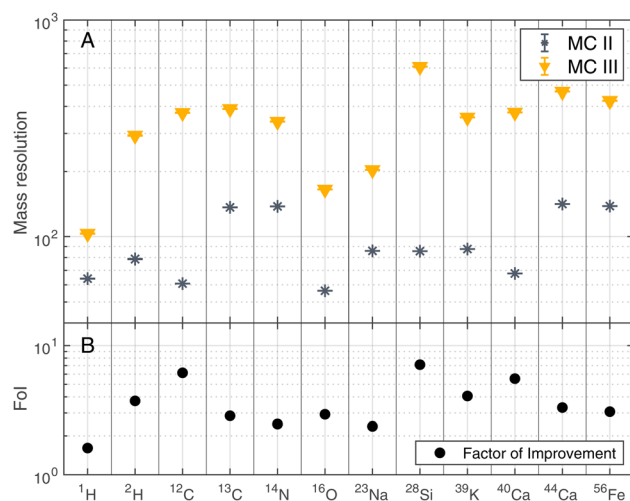 A
MC II
MC III
10³
10²
Mass resolution
B
10¹
10⁰
FoI
Factor of Improvement
¹H ²H ¹²C ¹³C ¹⁴N ¹⁶O ²³Na ²⁸Si ³⁹K ⁴⁰Ca ⁴⁴Ca ⁵⁶Fe